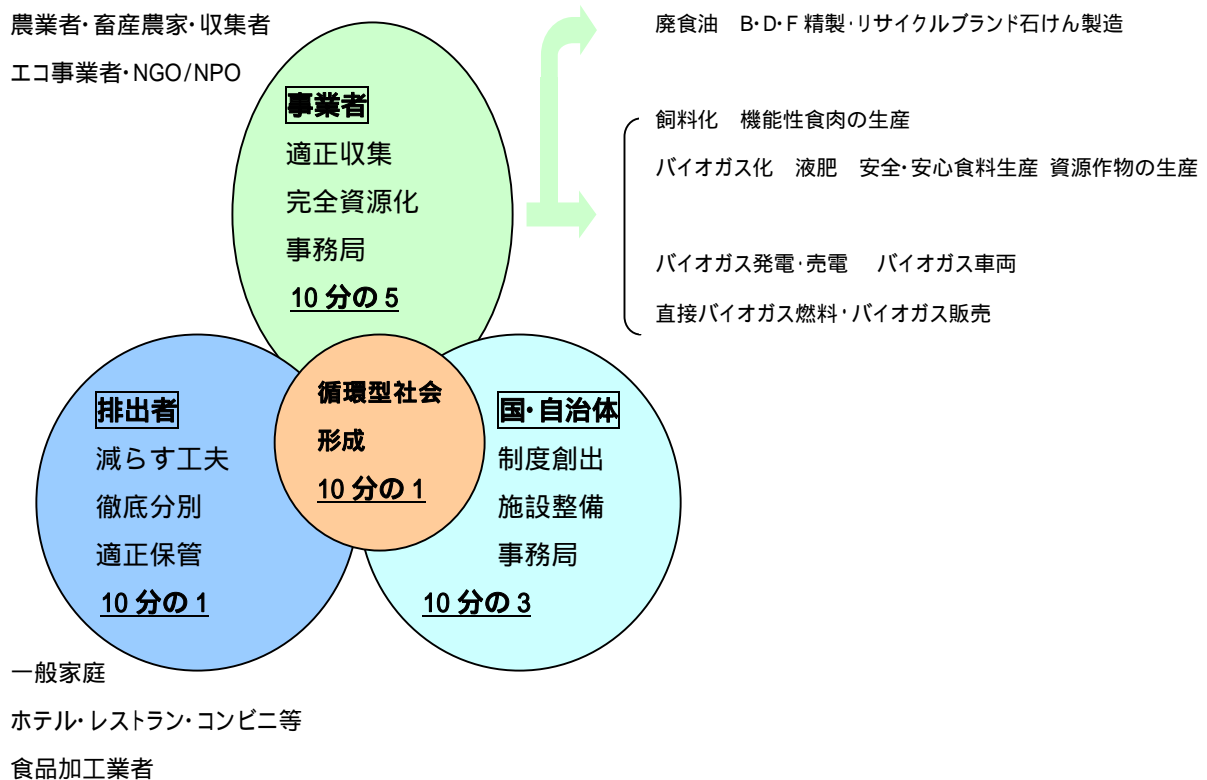 農業者・畜産農家・収集者
エコ事業者・NGO/NPO
事業者
適正収集
完全資源化
事務局
10分の5
廃食油　B・D・F精製・リサイクルブランド石けん製造
飼料化　機能性食肉の生産
バイオガス化　液肥　安全・安心食料生産 資源作物の生産
バイオガス発電・売電　バイオガス車両
直接バイオガス燃料・バイオガス販売
排出者
減らす工夫
徹底分別
適正保管
10分の1
循環型社会
形成
10分の1
国・自治体
制度創出
施設整備
事務局
10分の3
一般家庭
ホテル・レストラン・コンビニ等
食品加工業者